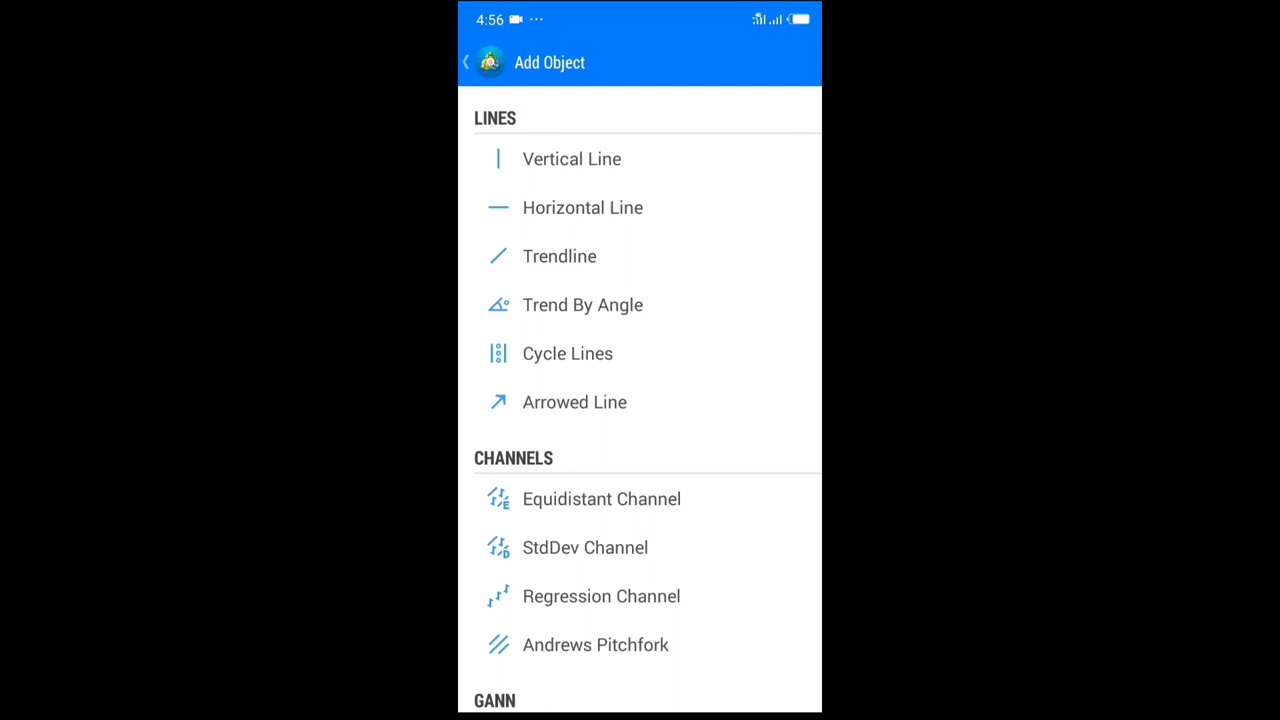 4:56
Add Object
LINES
Vertical Line
Horizontal Line
Trendline
Trend By Angle
Cycle Lines
Arrowed Line
CHANNELS
Equidistant Channel
StdDev Channel
Regression Channel
Andrews Pitchfork
GANN